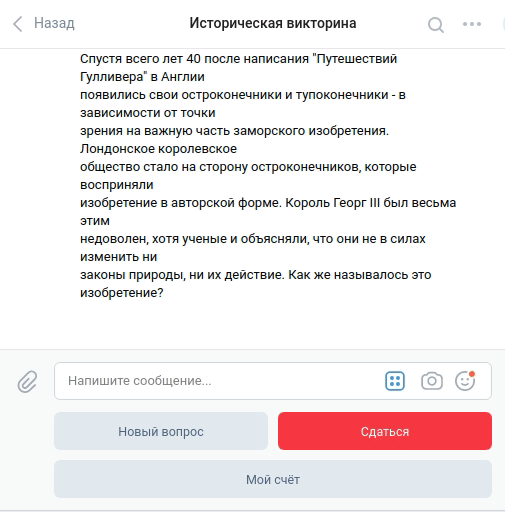 Назад
Историческая викторина
Спустя всего лет 40 после написания "Путешествий
Гулливера" в Англии
появились свои остроконечники и тупоконечники - в
зависимости от точки
зрения на важную часть заморского изобретения.
Лондонское королевское
общество стало на сторону остроконечников, которые
восприняли
изобретение в авторской форме. Король Георг III был весьма
этим
недоволен, хотя ученые и объясняли, что они не в силах
изменить ни
законы природы, ни их действие. Как же называлось это
изобретение?
Напишите сообщение...
Новый вопрос
Сдаться
Мой счёт